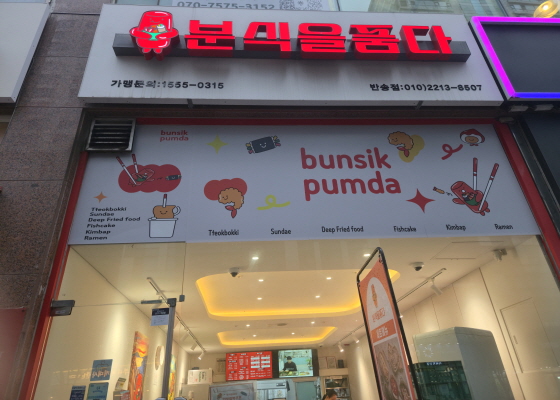 070-7575-3152
분식을품다
가맹문의:1555-0315
반송점:010)2213-8507
bunsik
pumda
bunsik
pumda
Tteokbokki
Sundae
Deep Fried food
Fishcake
Kimbap
Ramen
Tteokbokki Sundae Deep Fried food Fishcake Kimbap Ramen